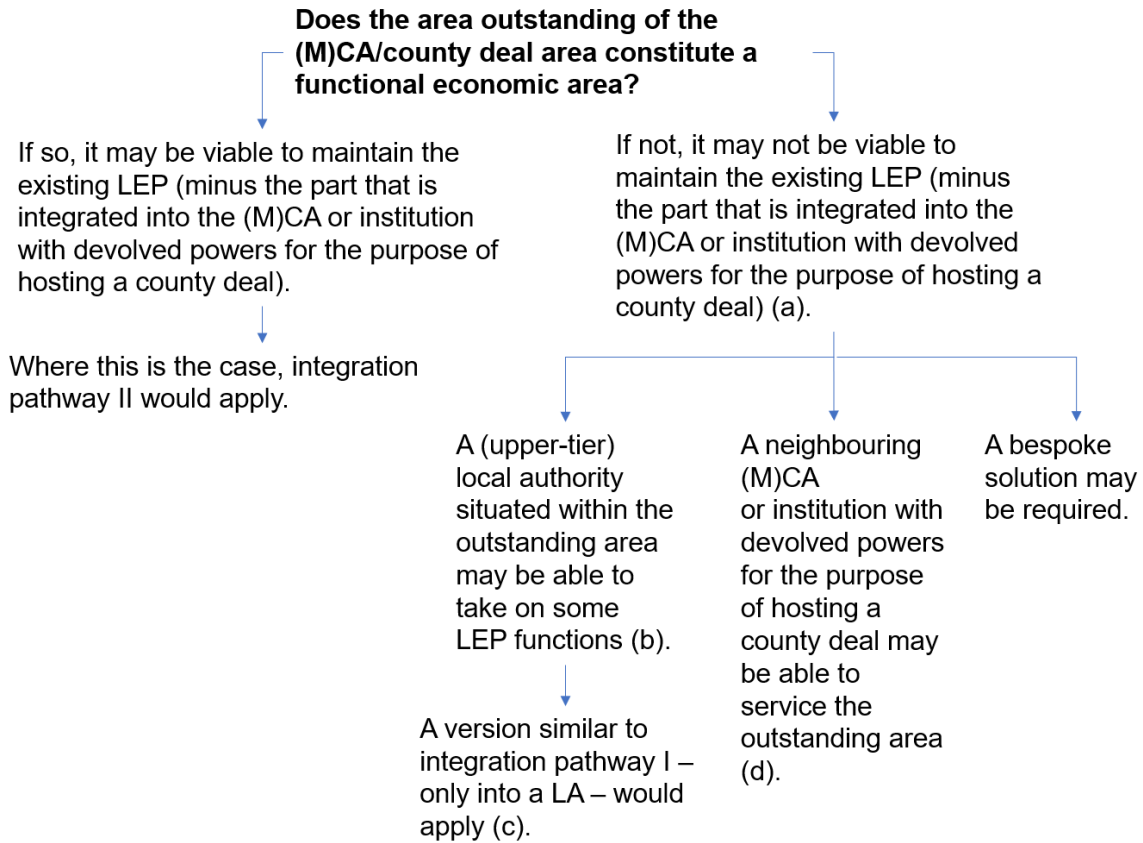 Does the area outstanding of the
(M)CA/county deal area constitute a
functional economic area?
If so, it may be viable to maintain the
existing LEP (minus the part that is
integrated into the (M)CA or institution
with devolved powers for the purpose of
hosting a county deal).
Where this is the case, integration
pathway II would apply.
If not, it may not be viable to
maintain the existing LEP (minus
the part that is integrated into the
(M)CA or institution with devolved
powers for the purpose of hosting a
county deal) (a).
A (upper-tier)
local authority
situated within the
outstanding area
may be able to
take on some
LEP functions (b).
A version similar to
integration pathway I –
only into a LA – would
apply (c).
A neighbouring
(M)CA
or institution with
devolved powers
for the purpose
of hosting a
county deal may
be able to
service the
outstanding area
(d).
A bespoke
solution may
be required.